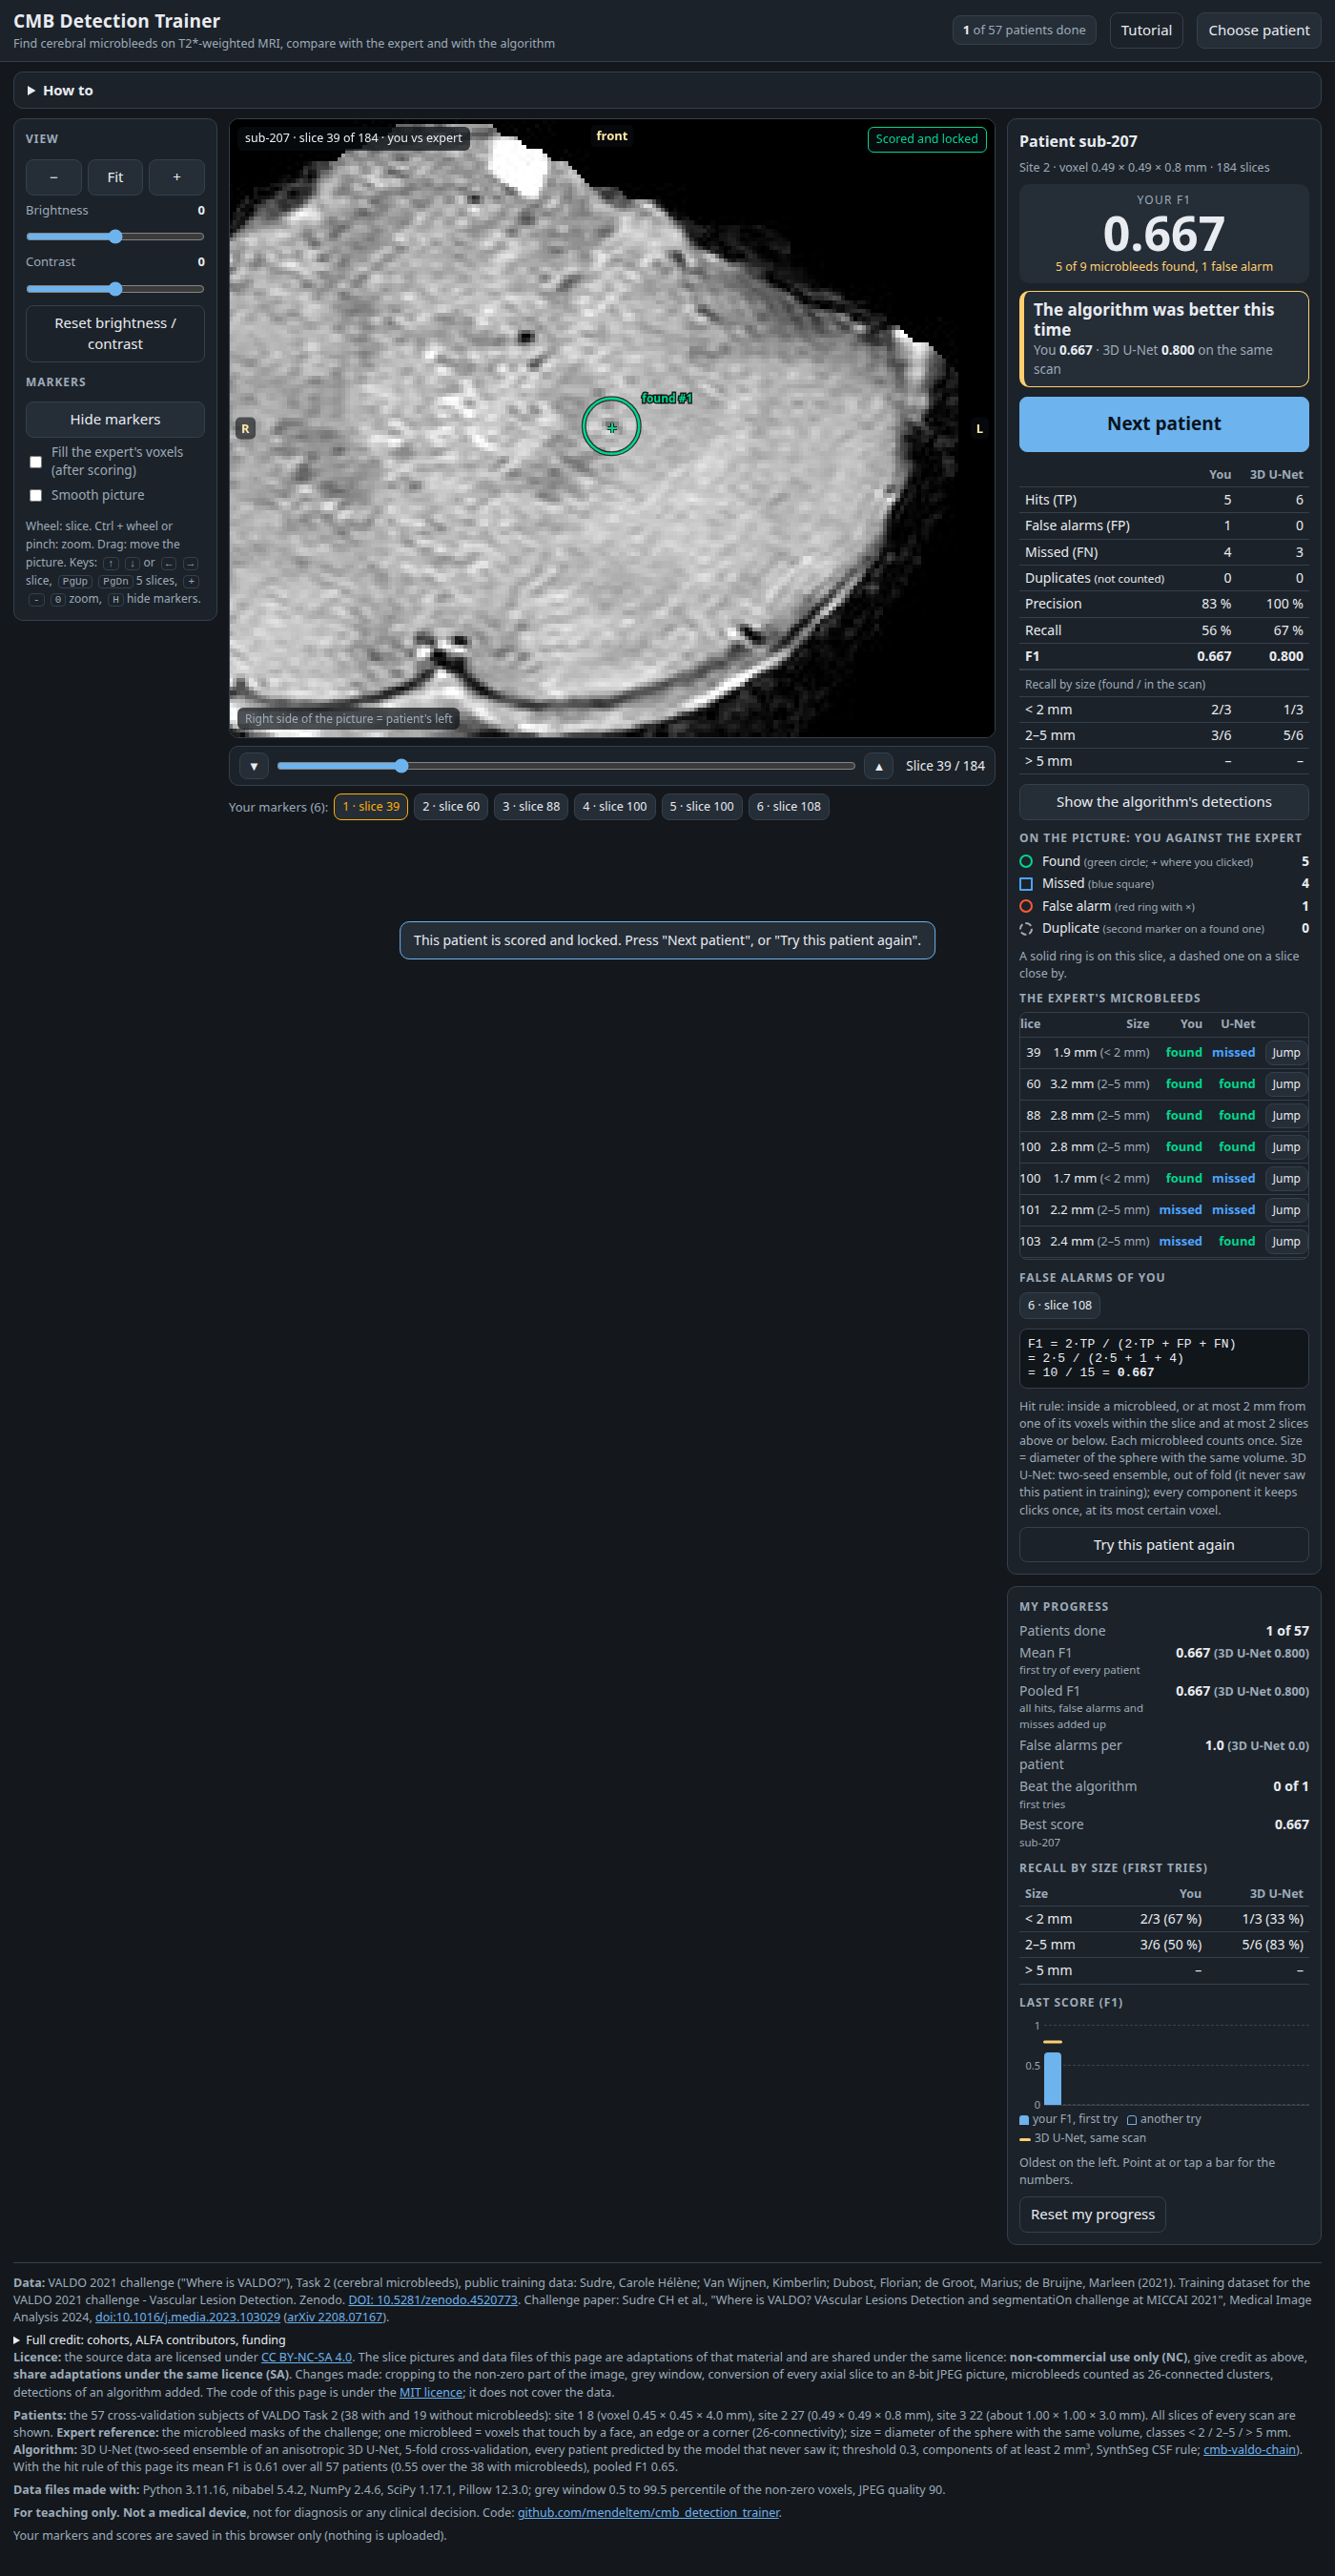 CMB Detection Trainer
Find cerebral microbleeds on T2*-weighted MRI, compare with the expert and with the algorithm
1 of 57 patients done
Tutorial
Choose patient
▶ How to
VIEW
−
Fit
+
Brightness
0
Contrast
0
Reset brightness /
contrast
MARKERS
Hide markers
Fill the expert's voxels
(after scoring)
Smooth picture
Wheel: slice. Ctrl + wheel or
pinch: zoom. Drag: move the
picture. Keys: ↑ ↓ or ← →
slice, PgUp PgDn 5 slices, +
- 0 zoom, H hide markers.
sub-207 · slice 39 of 184 · you vs expert
front
Scored and locked
found #1
R
L
Right side of the picture = patient's left
▼
▲
Slice 39 / 184
Your markers (6):
1 · slice 39
2 · slice 60
3 · slice 88
4 · slice 100
5 · slice 100
6 · slice 108
This patient is scored and locked. Press "Next patient", or "Try this patient again".
Patient sub-207
Site 2 · voxel 0.49 × 0.49 × 0.8 mm · 184 slices
YOUR F1
0.667
5 of 9 microbleeds found, 1 false alarm
The algorithm was better this
time
You 0.667 · 3D U-Net 0.800 on the same
scan
Next patient
You 3D U-Net
Hits (TP) 5 6
False alarms (FP) 1 0
Missed (FN) 4 3
Duplicates (not counted) 0 0
Precision 83 % 100 %
Recall 56 % 67 %
F1 0.667 0.800
Recall by size (found / in the scan)
< 2 mm 2/3 1/3
2–5 mm 3/6 5/6
> 5 mm – –
Show the algorithm's detections
ON THE PICTURE: YOU AGAINST THE EXPERT
Found (green circle; + where you clicked) 5
Missed (blue square) 4
False alarm (red ring with ×) 1
Duplicate (second marker on a found one) 0
A solid ring is on this slice, a dashed one on a slice
close by.
THE EXPERT'S MICROBLEEDS
lice Size You U-Net
39 1.9 mm (< 2 mm) found missed Jump
60 3.2 mm (2–5 mm) found found Jump
88 2.8 mm (2–5 mm) found found Jump
100 2.8 mm (2–5 mm) found found Jump
100 1.7 mm (< 2 mm) found missed Jump
101 2.2 mm (2–5 mm) missed missed Jump
103 2.4 mm (2–5 mm) missed found Jump
FALSE ALARMS OF YOU
6 · slice 108
F1 = 2·TP / (2·TP + FP + FN)
= 2·5 / (2·5 + 1 + 4)
= 10 / 15 = 0.667
Hit rule: inside a microbleed, or at most 2 mm from
one of its voxels within the slice and at most 2 slices
above or below. Each microbleed counts once. Size
= diameter of the sphere with the same volume. 3D
U-Net: two-seed ensemble, out of fold (it never saw
this patient in training); every component it keeps
clicks once, at its most certain voxel.
Try this patient again
MY PROGRESS
Patients done 1 of 57
Mean F1 0.667 (3D U-Net 0.800)
first try of every patient
Pooled F1 0.667 (3D U-Net 0.800)
all hits, false alarms and
misses added up
False alarms per 1.0 (3D U-Net 0.0)
patient
Beat the algorithm 0 of 1
first tries
Best score 0.667
sub-207
RECALL BY SIZE (FIRST TRIES)
Size You 3D U-Net
< 2 mm 2/3 (67 %) 1/3 (33 %)
2–5 mm 3/6 (50 %) 5/6 (83 %)
> 5 mm – –
LAST SCORE (F1)
1
0.5
0
your F1, first try another try
3D U-Net, same scan
Oldest on the left. Point at or tap a bar for the
numbers.
Reset my progress
Data: VALDO 2021 challenge ("Where is VALDO?"), Task 2 (cerebral microbleeds), public training data: Sudre, Carole Hélène; Van Wijnen, Kimberlin; Dubost, Florian; de Groot, Marius; de Bruijne, Marleen (2021). Training dataset for the
VALDO 2021 challenge - Vascular Lesion Detection. Zenodo. DOI: 10.5281/zenodo.4520773. Challenge paper: Sudre CH et al., "Where is VALDO? VAscular Lesions Detection and segmentatiOn challenge at MICCAI 2021", Medical Image
Analysis 2024, doi:10.1016/j.media.2023.103029 (arXiv 2208.07167).
▶ Full credit: cohorts, ALFA contributors, funding
Licence: the source data are licensed under CC BY-NC-SA 4.0. The slice pictures and data files of this page are adaptations of that material and are shared under the same licence: non-commercial use only (NC), give credit as above,
share adaptations under the same licence (SA). Changes made: cropping to the non-zero part of the image, grey window, conversion of every axial slice to an 8-bit JPEG picture, microbleeds counted as 26-connected clusters,
detections of an algorithm added. The code of this page is under the MIT licence; it does not cover the data.
Patients: the 57 cross-validation subjects of VALDO Task 2 (38 with and 19 without microbleeds): site 1 8 (voxel 0.45 × 0.45 × 4.0 mm), site 2 27 (0.49 × 0.49 × 0.8 mm), site 3 22 (about 1.00 × 1.00 × 3.0 mm). All slices of every scan are
shown. Expert reference: the microbleed masks of the challenge; one microbleed = voxels that touch by a face, an edge or a corner (26-connectivity); size = diameter of the sphere with the same volume, classes < 2 / 2–5 / > 5 mm.
Algorithm: 3D U-Net (two-seed ensemble of an anisotropic 3D U-Net, 5-fold cross-validation, every patient predicted by the model that never saw it; threshold 0.3, components of at least 2 mm³, SynthSeg CSF rule; cmb-valdo-chain).
With the hit rule of this page its mean F1 is 0.61 over all 57 patients (0.55 over the 38 with microbleeds), pooled F1 0.65.
Data files made with: Python 3.11.16, nibabel 5.4.2, NumPy 2.4.6, SciPy 1.17.1, Pillow 12.3.0; grey window 0.5 to 99.5 percentile of the non-zero voxels, JPEG quality 90.
For teaching only. Not a medical device, not for diagnosis or any clinical decision. Code: github.com/mendeltem/cmb_detection_trainer.
Your markers and scores are saved in this browser only (nothing is uploaded).